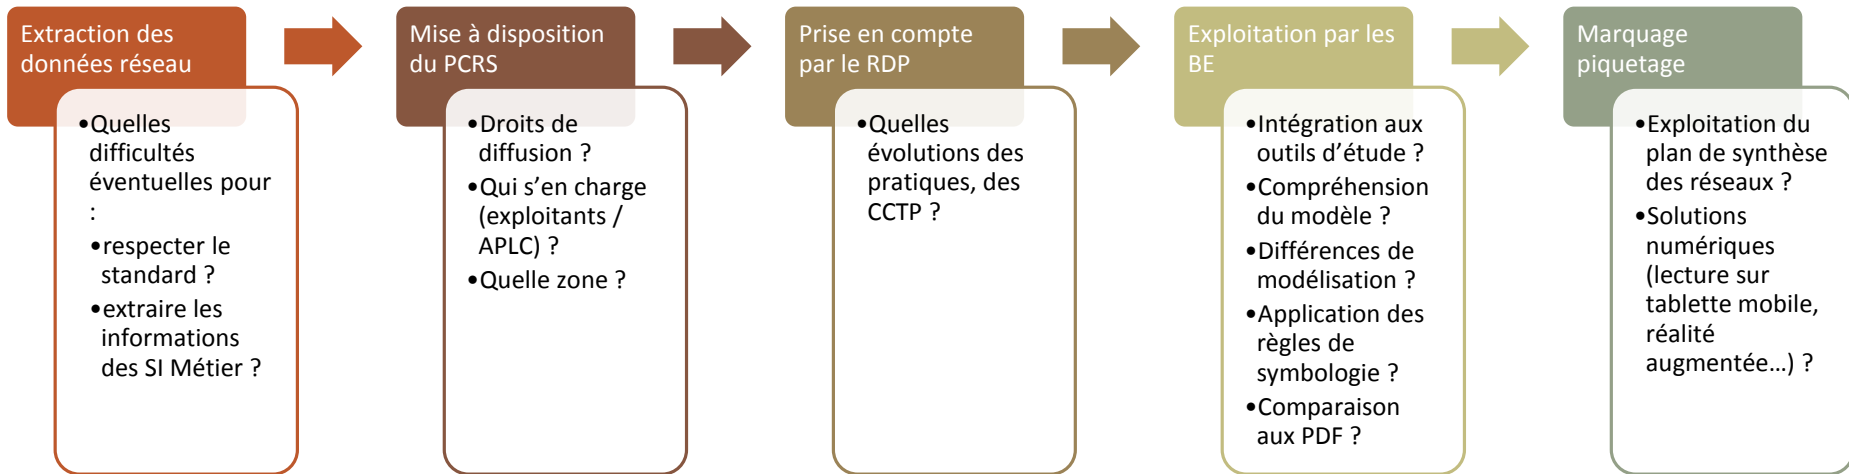 Extraction des
données réseau
•Quelles
difficultés
éventuelles pour
:
•respecter le
standard ?
•extraire les
informations
des SI Métier ?
Mise à disposition
du PCRS
•Droits de
diffusion ?
•Qui s’en charge
(exploitants /
APLC) ?
•Quelle zone ?
Prise en compte
par le RDP
•Quelles
évolutions des
pratiques, des
CCTP ?
Exploitation par les
BE
•Intégration aux
outils d’étude ?
•Compréhension
du modèle ?
•Différences de
modélisation ?
•Application des
règles de
symbologie ?
•Comparaison
aux PDF ?
Marquage
piquetage
•Exploitation du
plan de synthèse
des réseaux ?
•Solutions
numériques
(lecture sur
tablette mobile,
réalité
augmentée…) ?